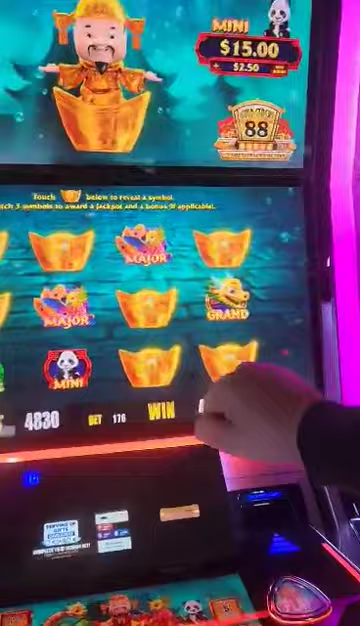 MINI
$15.00
$2.50
88
Touch below to reveal a symbol.
tch 3 symbols to award a Jackpot and a bonus if applicable.
MAJOR
MAJOR
GRAND
MINI
4830
BET 176
WIN